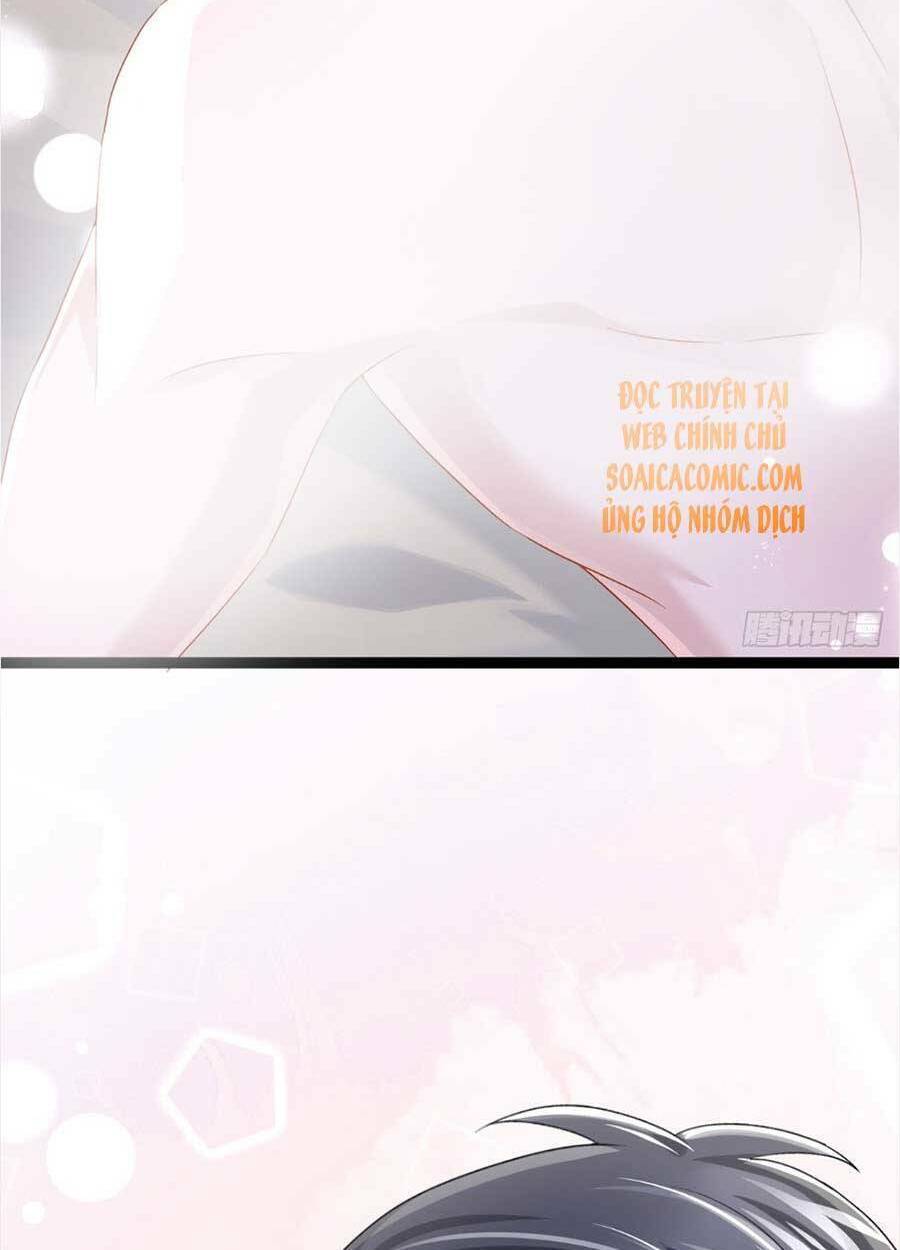 ĐỌC TRUYỆN TẠI
WEB CHÍNH CHỦ
SOAICACOMIC.COM
ỦNG HỘ NHÓM DỊCH
腾讯动漫